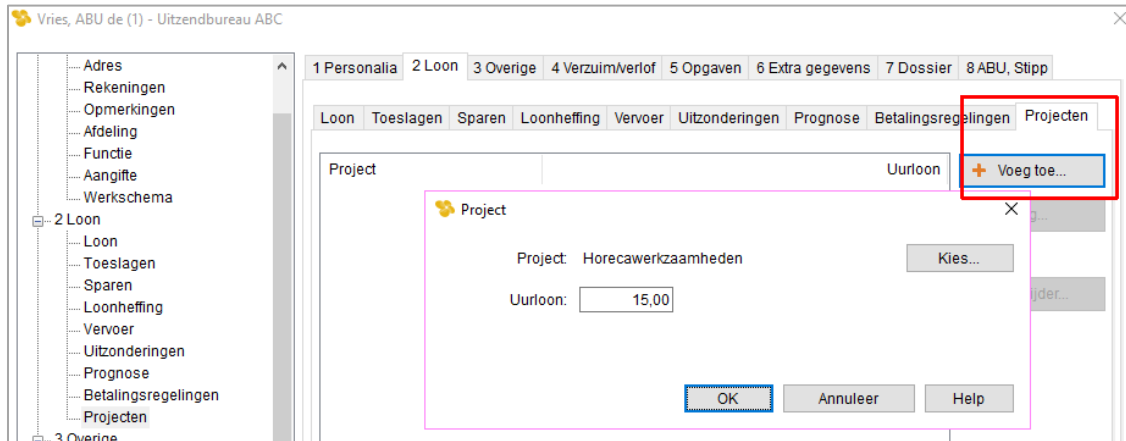 Vries, ABU de (1) - Uitzendbureau ABC
Adres
Rekeningen
Opmerkingen
Afdeling
Functie
Aangifte
Werkschema
2 Loon
Loon
Toeslagen
Sparen
Loonheffing
Vervoer
Uitzonderingen
Prognose
Betalingsregelingen
Projecten
3 Overige
1 Personalia 2 Loon 3 Overige 4 Verzuim/verlof 5 Opgaven 6 Extra gegevens 7 Dossier 8 ABU, Stipp
Loon Toeslagen Sparen Loonheffing Vervoer Uitzonderingen Prognose Betalingsregelingen Projecten
Project Uurloon
Voeg toe...
Project
Project: Horecawerkzaamheden Kies...
Uurloon: 15,00
OK Annuleer Help